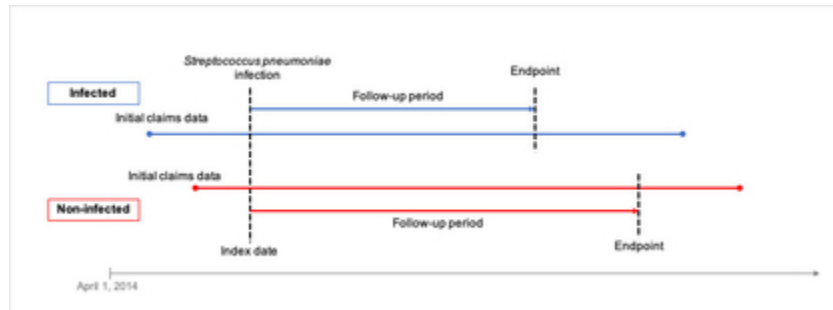 Streptococcus pneumoniae
infection
Endpoint
Infected
Follow-up period
Initial claims data
Initial claims data
Non-infected
Follow-up period
Index date
Endpoint
April 1, 2014